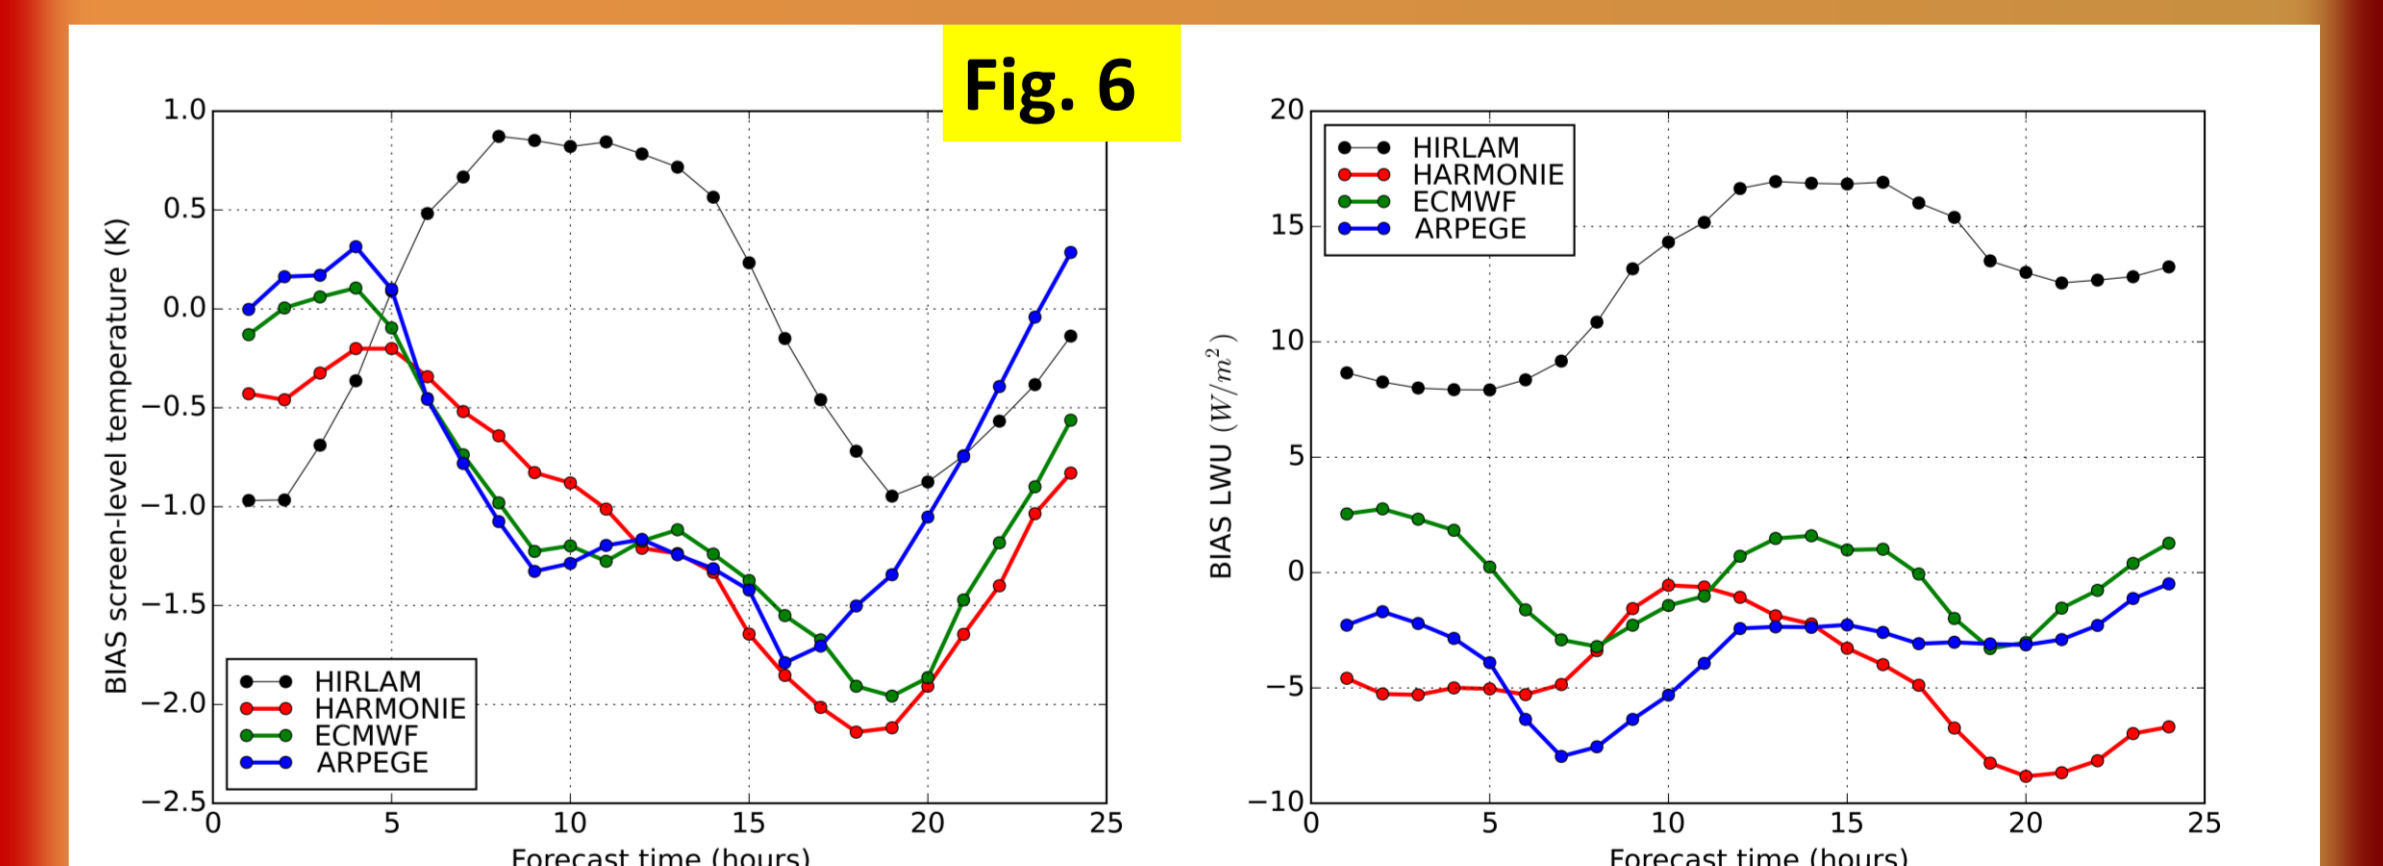 Fig. 6
1.0
0.5
0.0
−0.5
−1.0
−1.5
−2.0
−2.5
BIAS screen-level temperature (K)
HIRLAM
HARMONIE
ECMWF
ARPEGE
0 5 10 15 20 25
Forecast time (hours)
20
15
10
5
0
−5
−10
BIAS LWU (W/m²)
HIRLAM
HARMONIE
ECMWF
ARPEGE
0 5 10 15 20 25
Forecast time (hours)